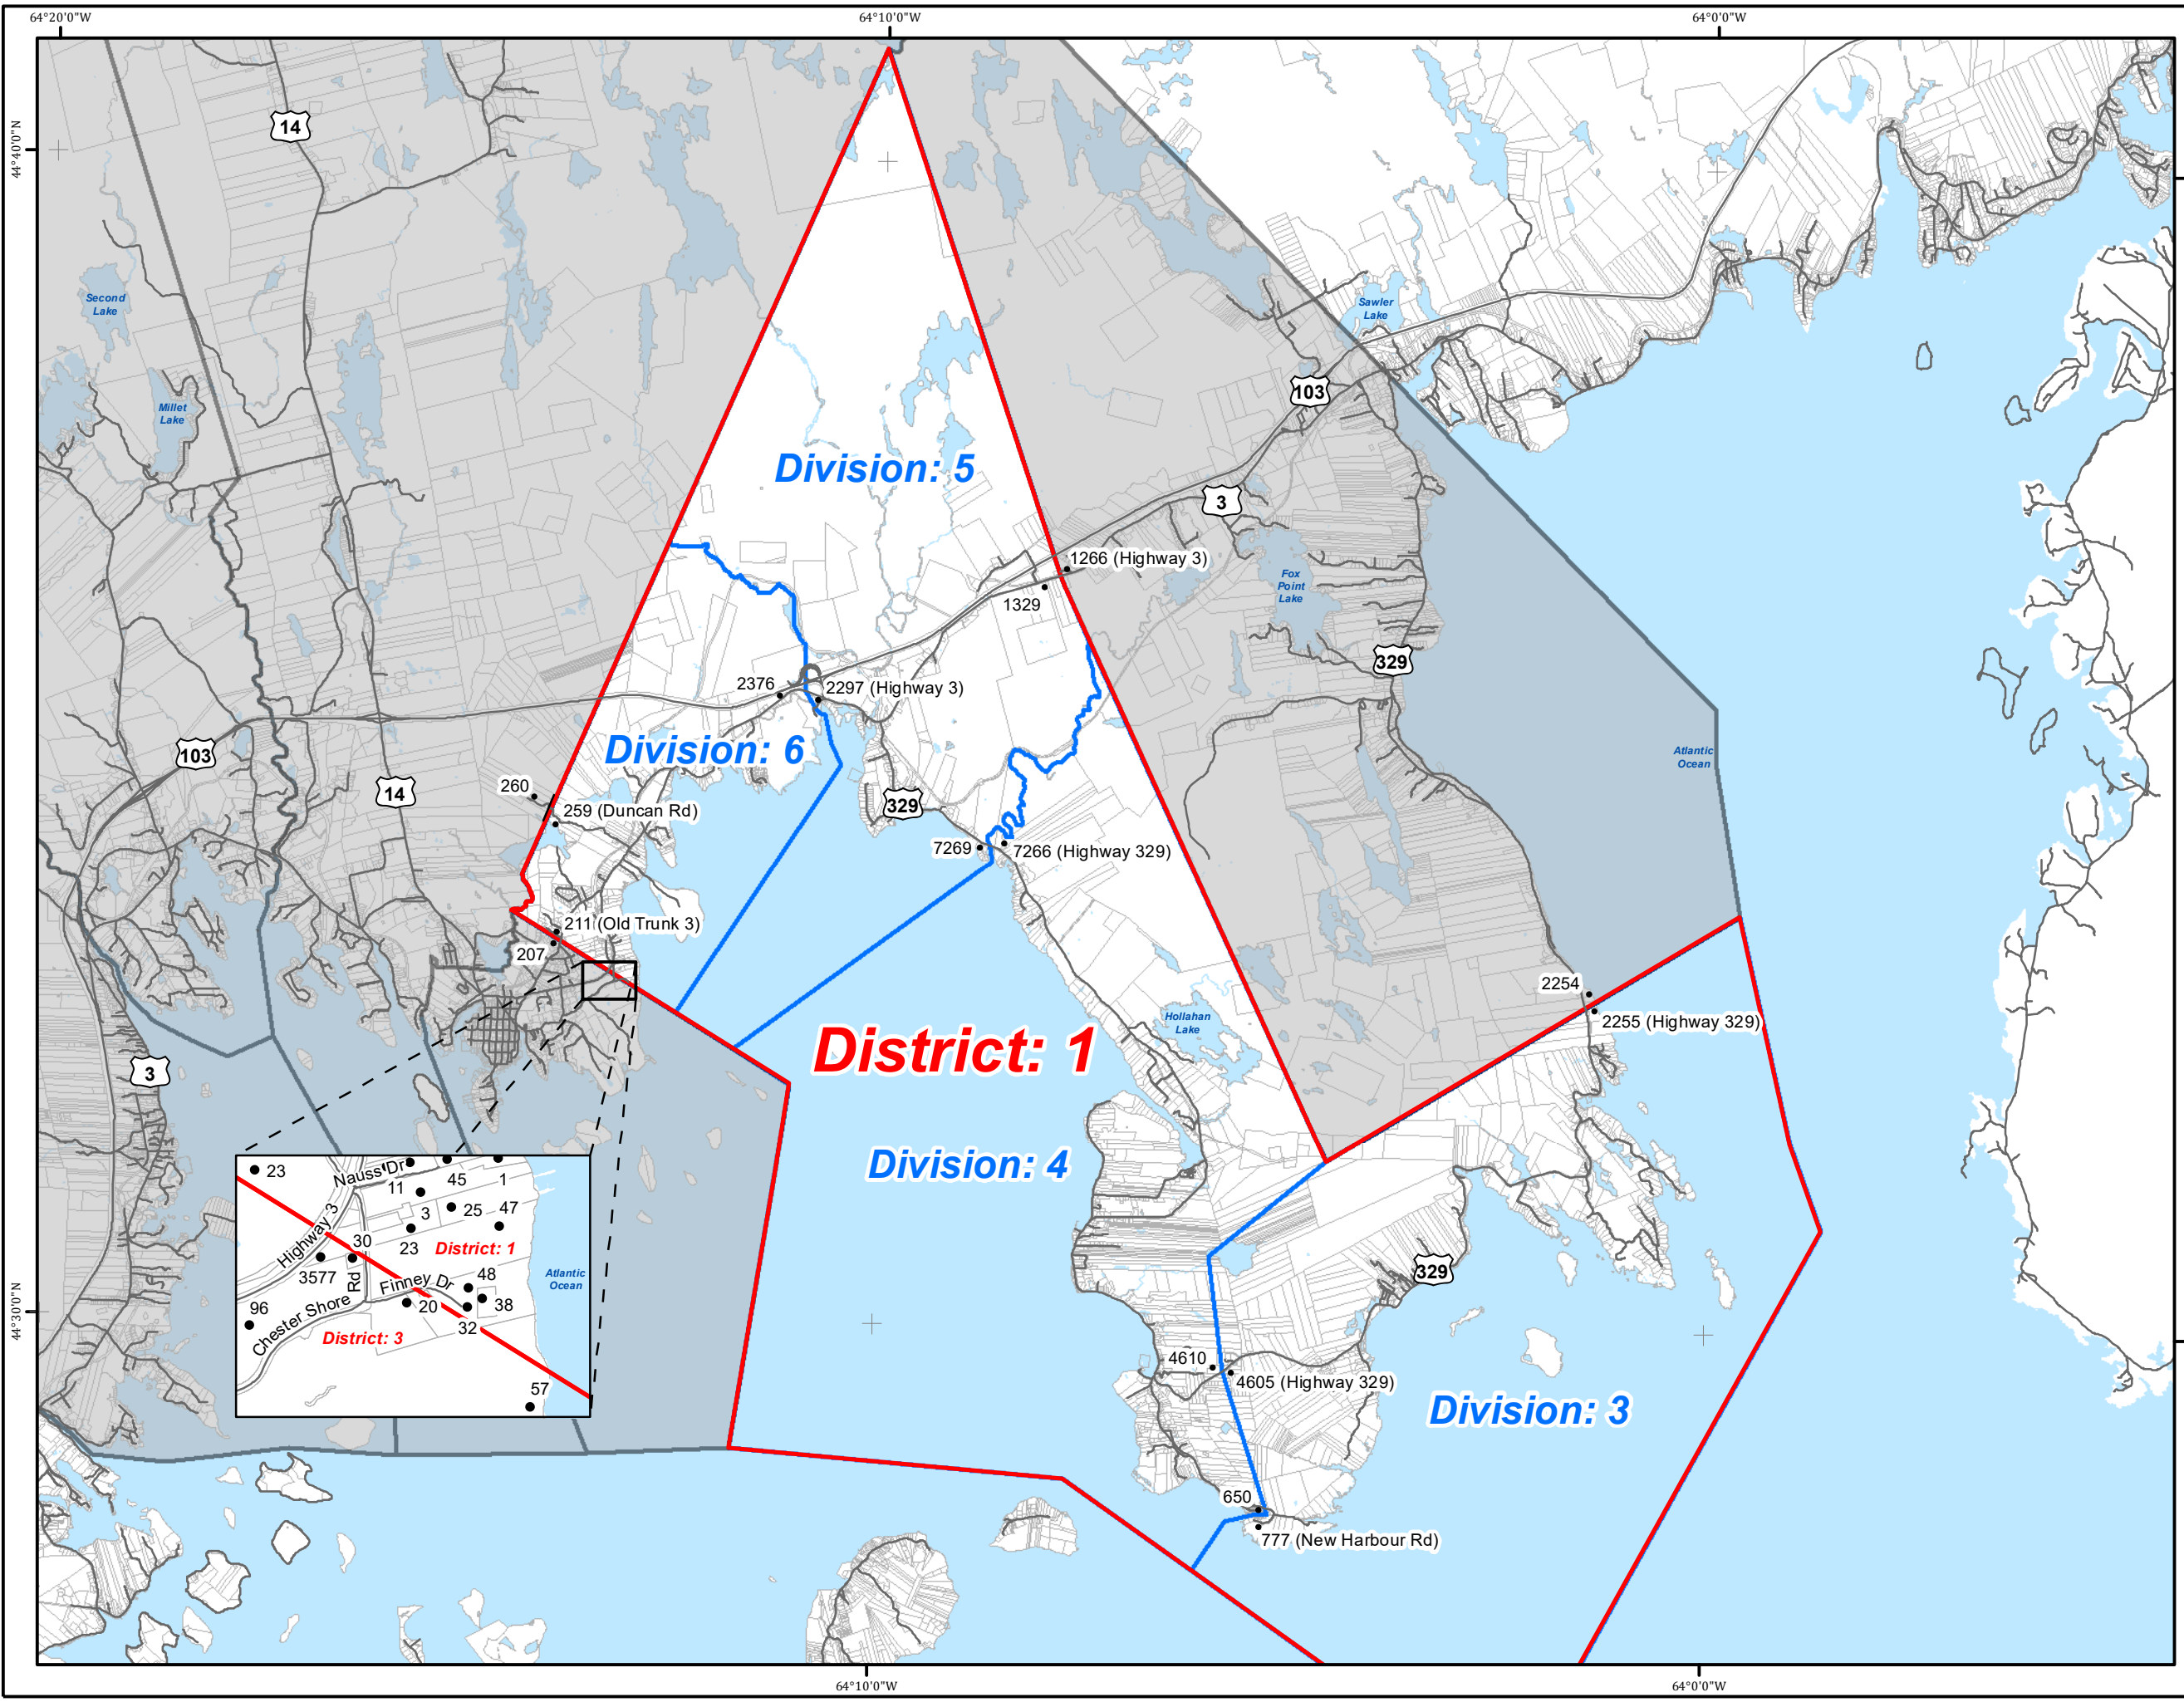 64°20'0"W
64°10'0"W
64°0'0"W
44°40'0"N
14
Second
Lake
Sawler
Lake
Millet
Lake
103
Division: 5
3
1266 (Highway 3)
Fox
Point
Lake
1329
329
2376
2297 (Highway 3)
Division: 6
103
Atlantic
Ocean
14
260
259 (Duncan Rd)
329
7269
7266 (Highway 329)
211 (Old Trunk 3)
207
2254
2255 (Highway 329)
Hollahan
Lake
District: 1
3
Division: 4
23
Nauss Dr
11
45
1
3
25
47
Highway 3
30
23
District: 1
3577
Rd
Finney Dr
48
Atlantic
Ocean
96
Chester Shore
20
38
32
District: 3
57
329
44°30'0"N
4610
4605 (Highway 329)
Division: 3
650
777 (New Harbour Rd)
64°10'0"W
64°0'0"W